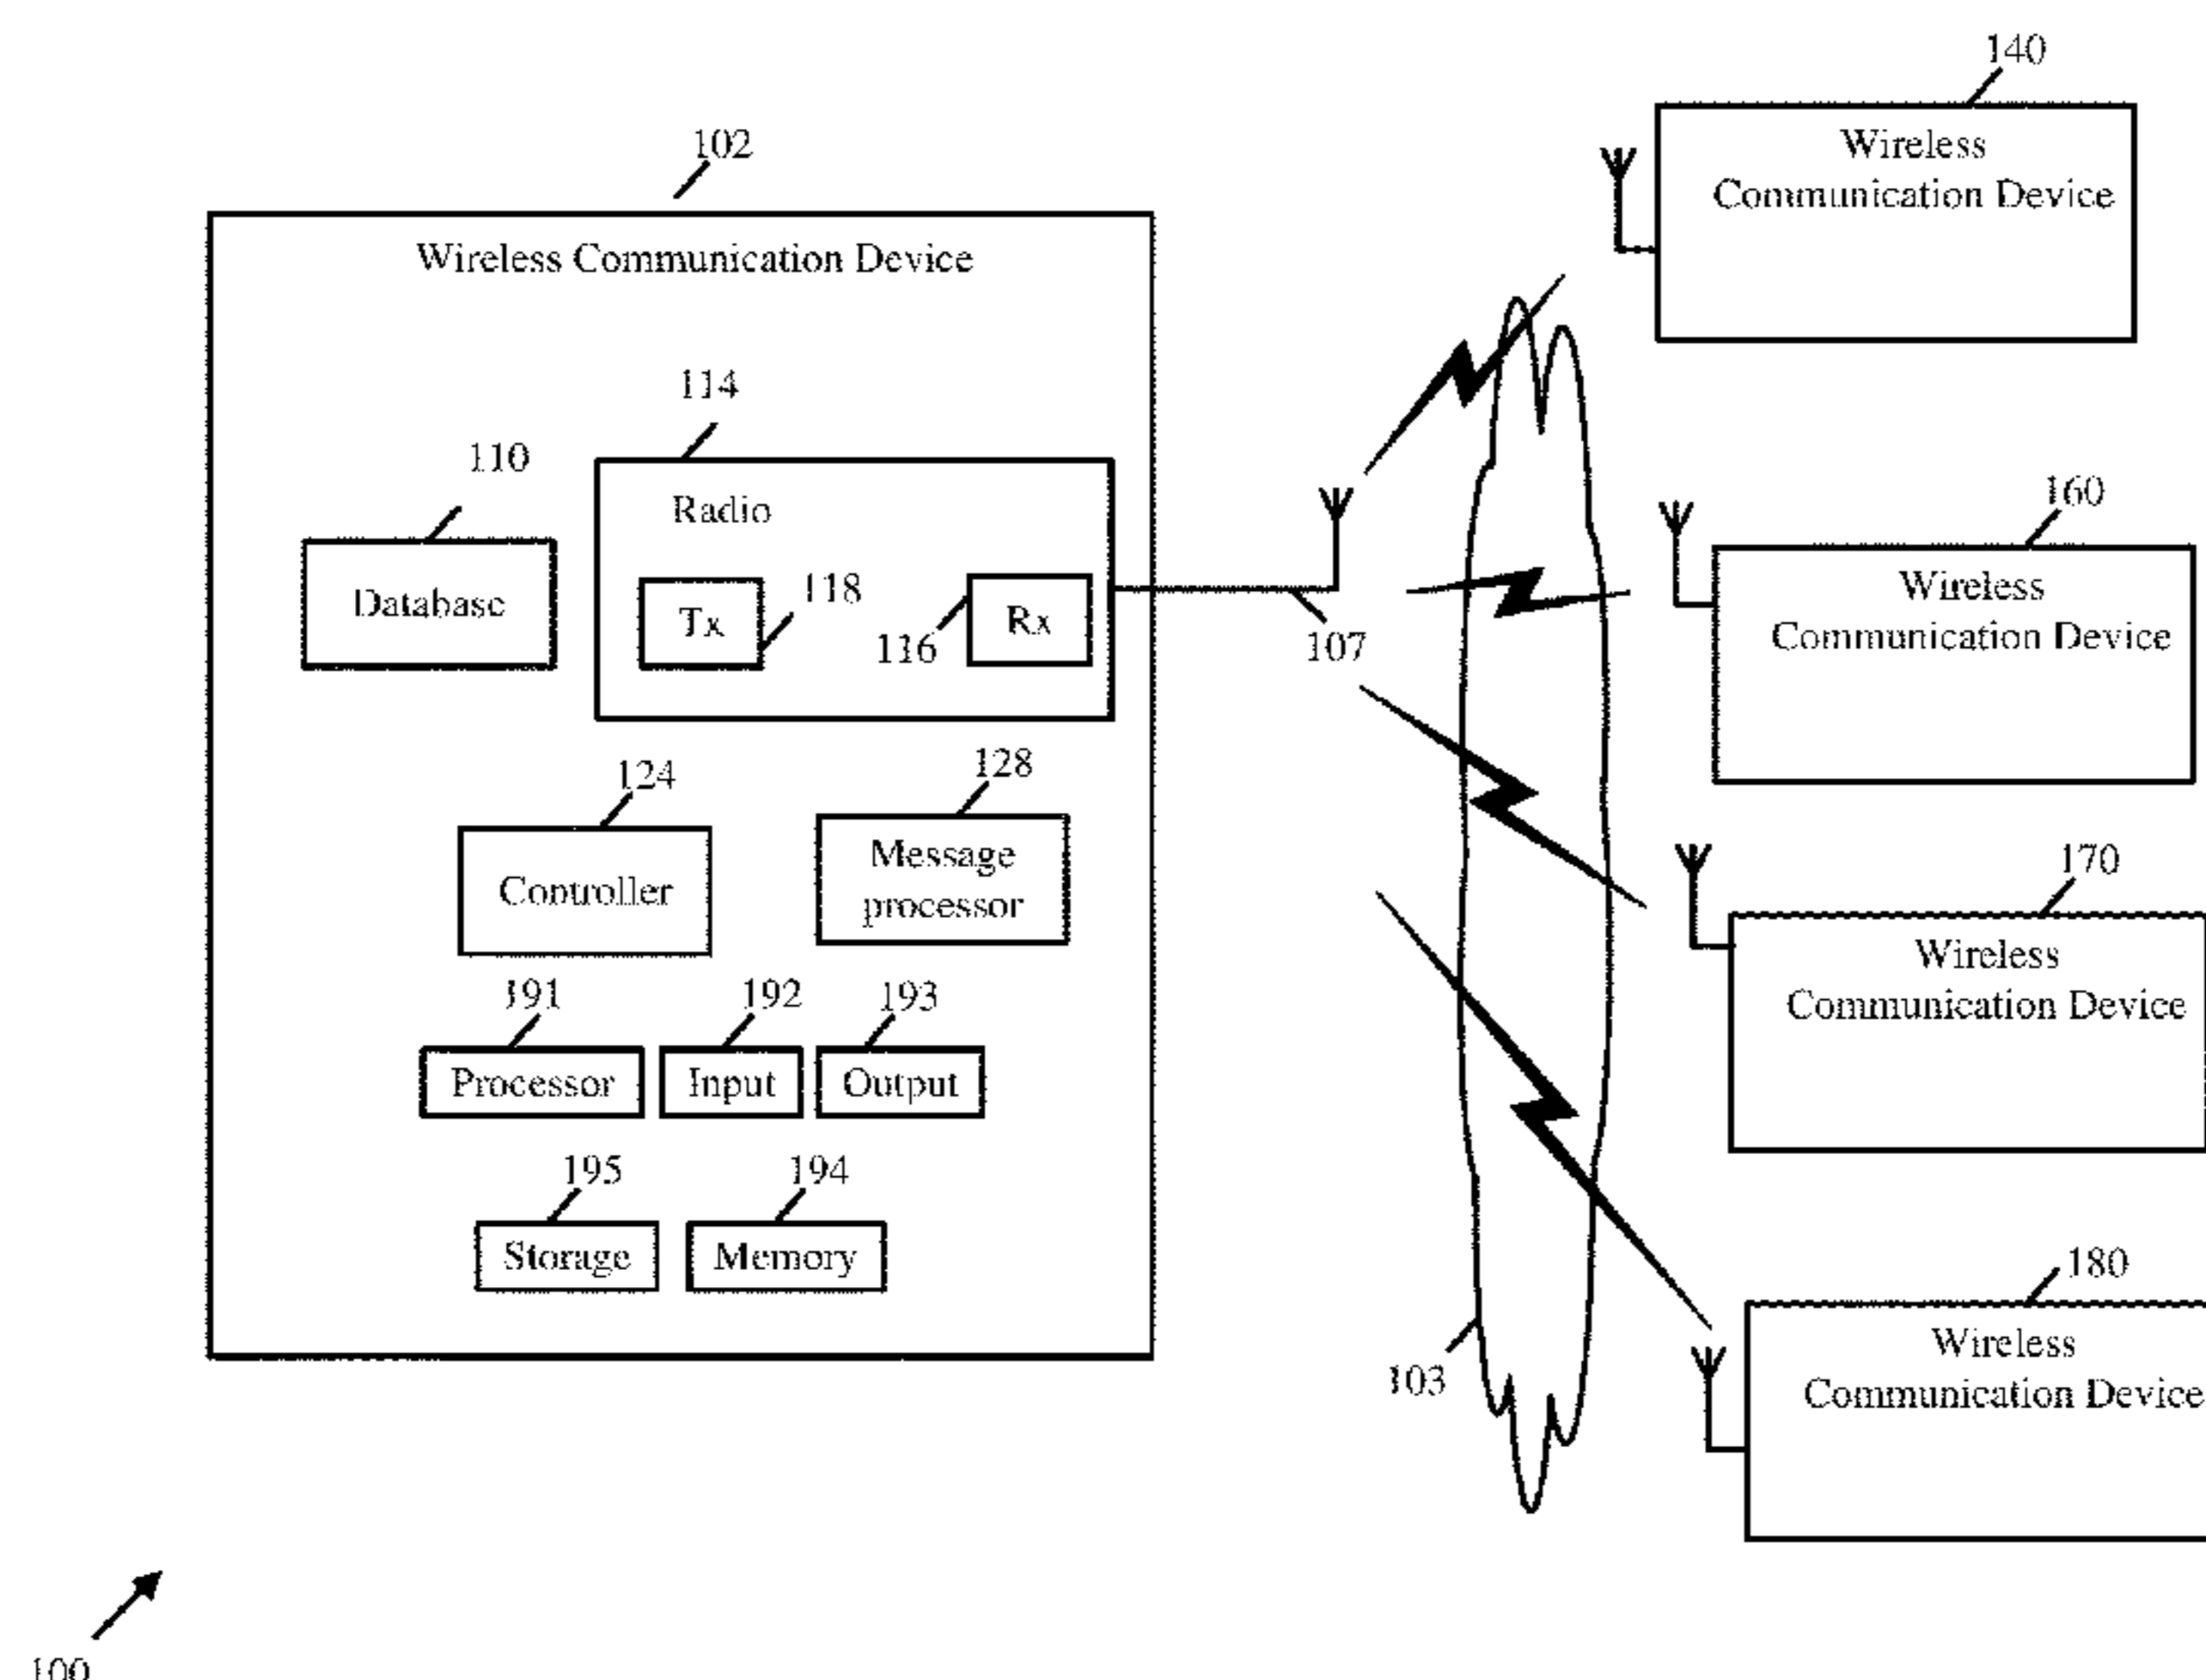 140
Wireless
Communication Device
102
Wireless Communication Device
114
110
Radio
Database
Tx
118
116
Rx
107
160
Wireless
Communication Device
124
128
Controller
Message
processor
170
Wireless
Communication Device
191
192
193
Processor
Input
Output
195
194
Storage
Memory
180
Wireless
Communication Device
103
100